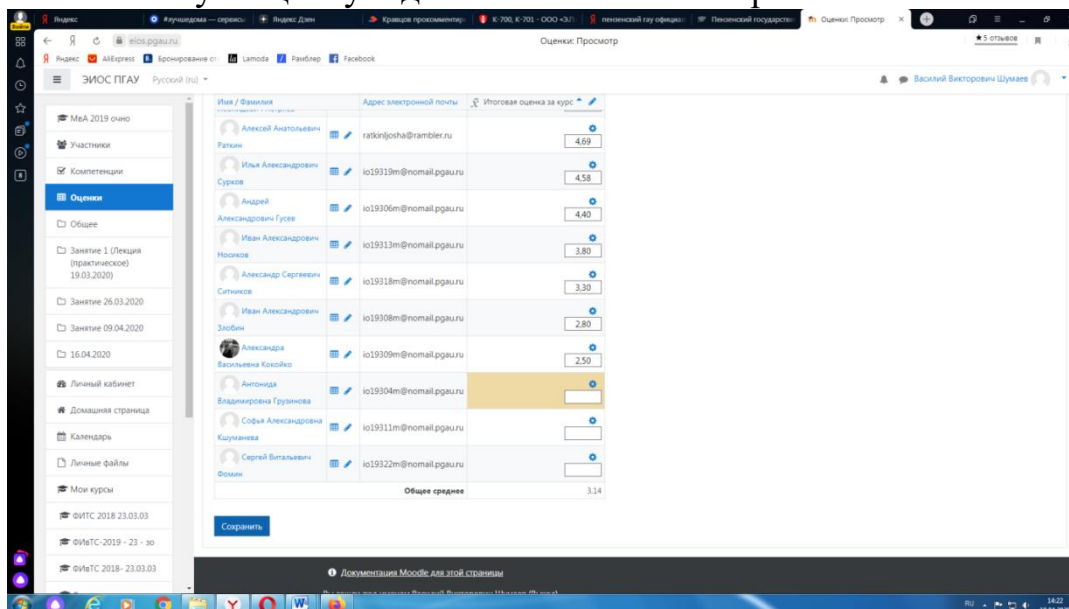 Яндекс
#лучшедома — сервисы
Яндекс Дзен
Кравцов прокомментир
К-700, К-701 - ООО «ЭЛ
пензенский гау официал
Пензенский государстве
Оценки: Просмотр
Войти
eios.pgau.ru
Оценки: Просмотр
★ 5 отзывов
Яндекс
AliExpress
Бронирование о
Lamoda
Рамблер
Facebook
ЭИОС ПГАУ
Русский (ru)
Василий Викторович Шумаев
МвА 2019 очно
Участники
Компетенции
Оценки
Общее
Занятие 1 (Лекция
(практическое)
19.03.2020)
Занятие 26.03.2020
Занятие 09.04.2020
16.04.2020
Личный кабинет
Домашняя страница
Календарь
Личные файлы
Мои курсы
ФИТС 2018 23.03.03
ФИвТС-2019 - 23 - зо
ФИвТС 2018- 23.03.03
Имя / Фамилия
Адрес электронной почты
Итоговая оценка за курс
Алексей Анатольевич
Раткин
ratkinljosha@rambler.ru
4,69
Илья Александрович
Сурков
io19319m@nomail.pgau.ru
4,58
Андрей
Александрович Гусев
io19306m@nomail.pgau.ru
4,40
Иван Александрович
Носиков
io19313m@nomail.pgau.ru
3,80
Александр Сергеевич
Ситников
io19318m@nomail.pgau.ru
3,30
Иван Александрович
Злобин
io19308m@nomail.pgau.ru
2,80
Александра
Васильевна Кокойко
io19309m@nomail.pgau.ru
2,50
Антонида
Владимировна Грузинова
io19304m@nomail.pgau.ru
Софья Александровна
Кшуманева
io19311m@nomail.pgau.ru
Сергей Витальевич
Фомин
io19322m@nomail.pgau.ru
Общее среднее
3,14
Сохранить
Документация Moodle для этой страницы
RU
14:22